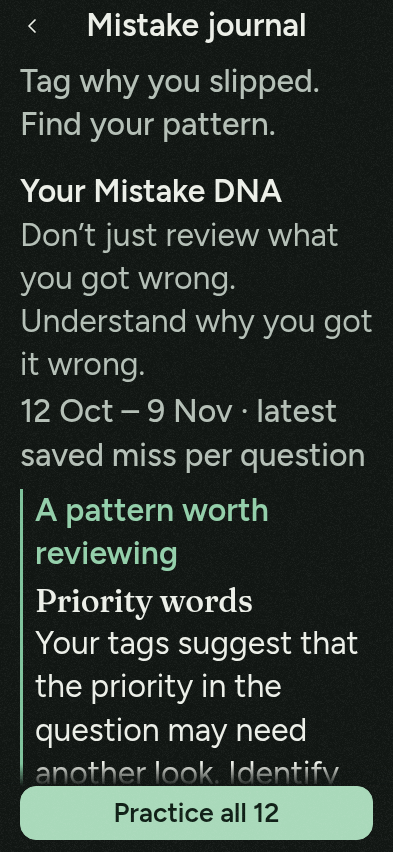 Mistake journal
Tag why you slipped.
Find your pattern.
Your Mistake DNA
Don’t just review what
you got wrong.
Understand why you got
it wrong.
12 Oct – 9 Nov · latest
saved miss per question
A pattern worth
reviewing
Priority words
Your tags suggest that
the priority in the
question may need
another look. Identify
Practice all 12